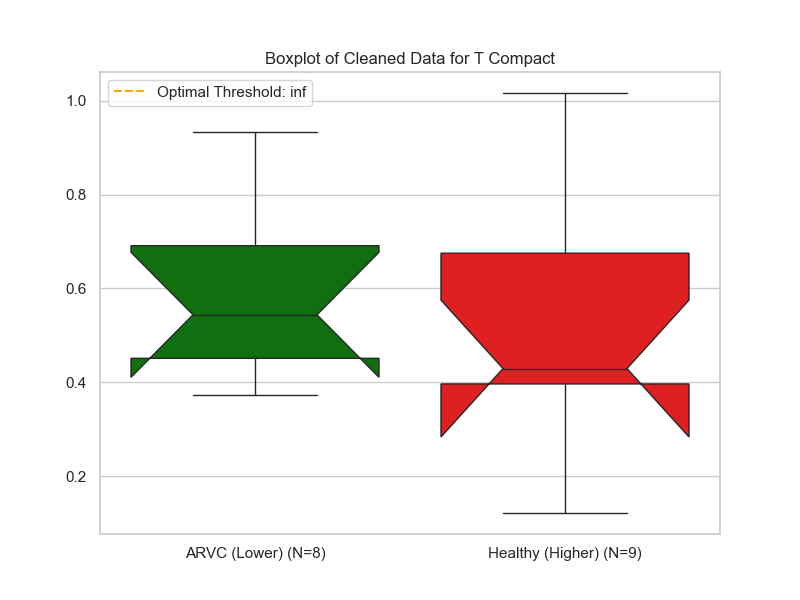 Boxplot of Cleaned Data for T Compact
Optimal Threshold: inf
1.0
0.8
0.6
0.4
0.2
ARVC (Lower) (N=8)
Healthy (Higher) (N=9)